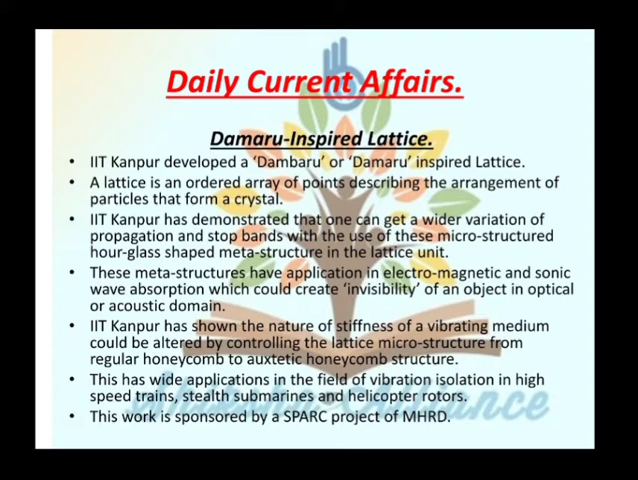 Daily Current Affairs.
Damaru-Inspired Lattice.
• IIT Kanpur developed a 'Dambaru' or 'Damaru' inspired Lattice.
• A lattice is an ordered array of points describing the arrangement of
particles that form a crystal.
• IIT Kanpur has demonstrated that one can get a wider variation of
propagation and stop bands with the use of these micro-structured
hour-glass shaped meta-structure in the lattice unit.
• These meta-structures have application in electro-magnetic and sonic
wave absorption which could create 'invisibility' of an object in optical
or acoustic domain.
• IIT Kanpur has shown the nature of stiffness of a vibrating medium
could be altered by controlling the lattice micro-structure from
regular honeycomb to auxtetic honeycomb structure.
• This has wide applications in the field of vibration isolation in high
speed trains, stealth submarines and helicopter rotors.
• This work is sponsored by a SPARC project of MHRD.